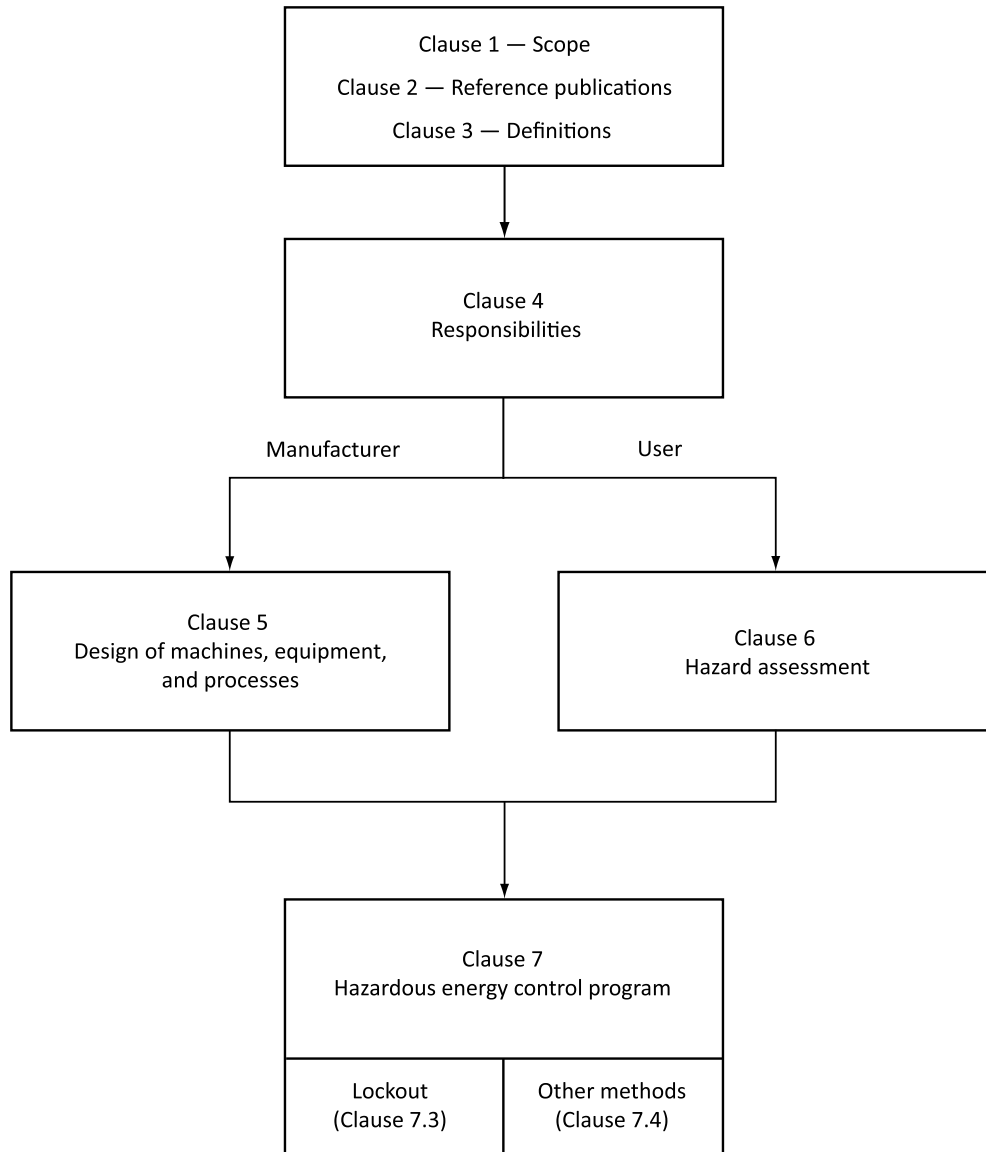 Clause 1 — Scope
Clause 2 — Reference publications
Clause 3 — Definitions
Clause 4
Responsibilities
Manufacturer
User
Clause 5
Design of machines, equipment,
and processes
Clause 6
Hazard assessment
Clause 7
Hazardous energy control program
Lockout
(Clause 7.3)
Other methods
(Clause 7.4)